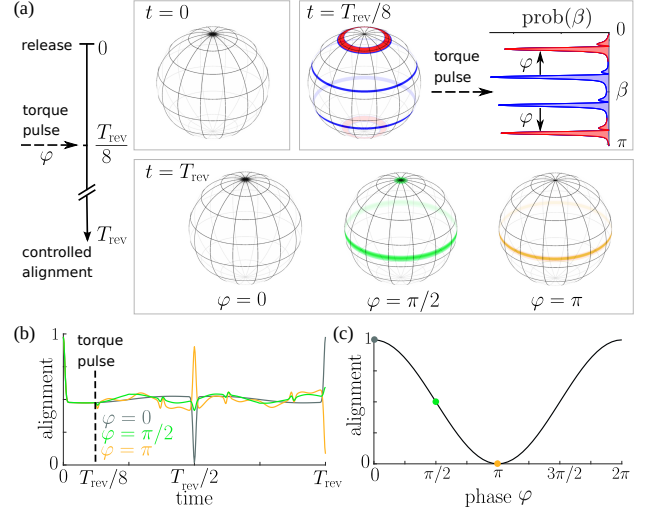 (a)
release
0
torque
pulse
φ
T_rev
8
T_rev
controlled
alignment
t = 0
t = T_rev/8
torque
pulse
prob(β)
0
φ
β
φ
π
t = T_rev
φ = 0
φ = π/2
φ = π
(b)
1
torque
pulse
alignment
φ = 0
φ = π/2
φ = π
0
0
T_rev/8
T_rev/2
T_rev
time
(c)
1
alignment
0
0
π/2
π
3π/2
2π
phase φ